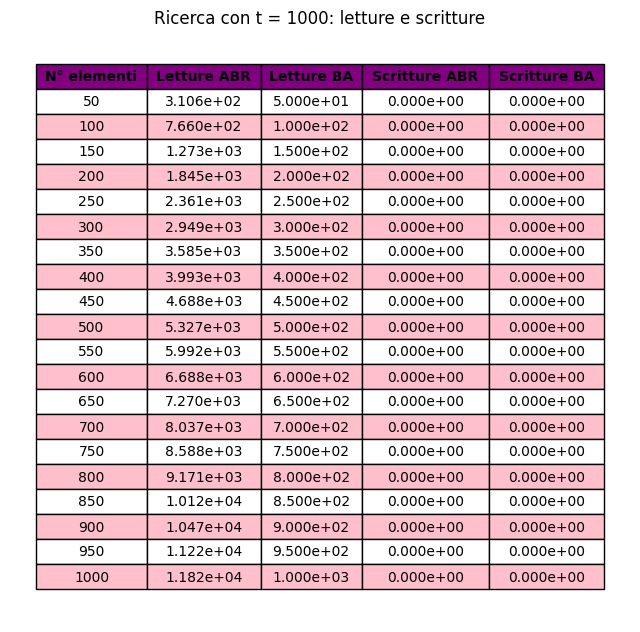 Ricerca con t = 1000: letture e scritture
N° elementi Letture ABR Letture BA Scritture ABR Scritture BA
50 3.106e+02 5.000e+01 0.000e+00 0.000e+00
100 7.660e+02 1.000e+02 0.000e+00 0.000e+00
150 1.273e+03 1.500e+02 0.000e+00 0.000e+00
200 1.845e+03 2.000e+02 0.000e+00 0.000e+00
250 2.361e+03 2.500e+02 0.000e+00 0.000e+00
300 2.949e+03 3.000e+02 0.000e+00 0.000e+00
350 3.585e+03 3.500e+02 0.000e+00 0.000e+00
400 3.993e+03 4.000e+02 0.000e+00 0.000e+00
450 4.688e+03 4.500e+02 0.000e+00 0.000e+00
500 5.327e+03 5.000e+02 0.000e+00 0.000e+00
550 5.992e+03 5.500e+02 0.000e+00 0.000e+00
600 6.688e+03 6.000e+02 0.000e+00 0.000e+00
650 7.270e+03 6.500e+02 0.000e+00 0.000e+00
700 8.037e+03 7.000e+02 0.000e+00 0.000e+00
750 8.588e+03 7.500e+02 0.000e+00 0.000e+00
800 9.171e+03 8.000e+02 0.000e+00 0.000e+00
850 1.012e+04 8.500e+02 0.000e+00 0.000e+00
900 1.047e+04 9.000e+02 0.000e+00 0.000e+00
950 1.122e+04 9.500e+02 0.000e+00 0.000e+00
1000 1.182e+04 1.000e+03 0.000e+00 0.000e+00